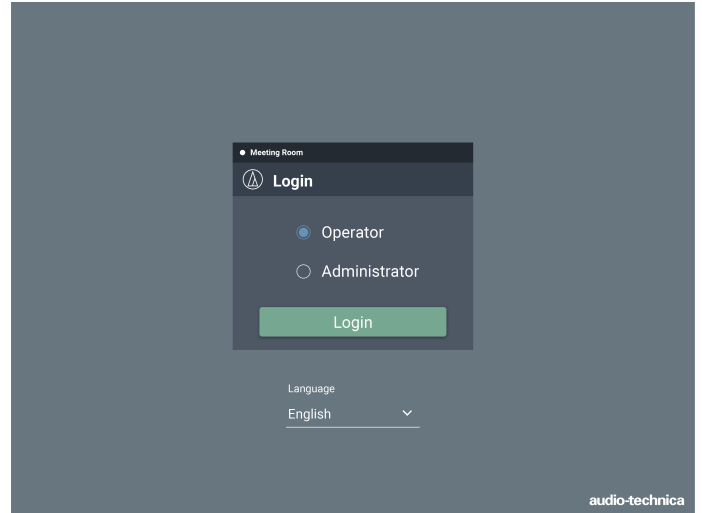 Meeting Room
Login
Operator
Administrator
Login
Language
English
audio-technica